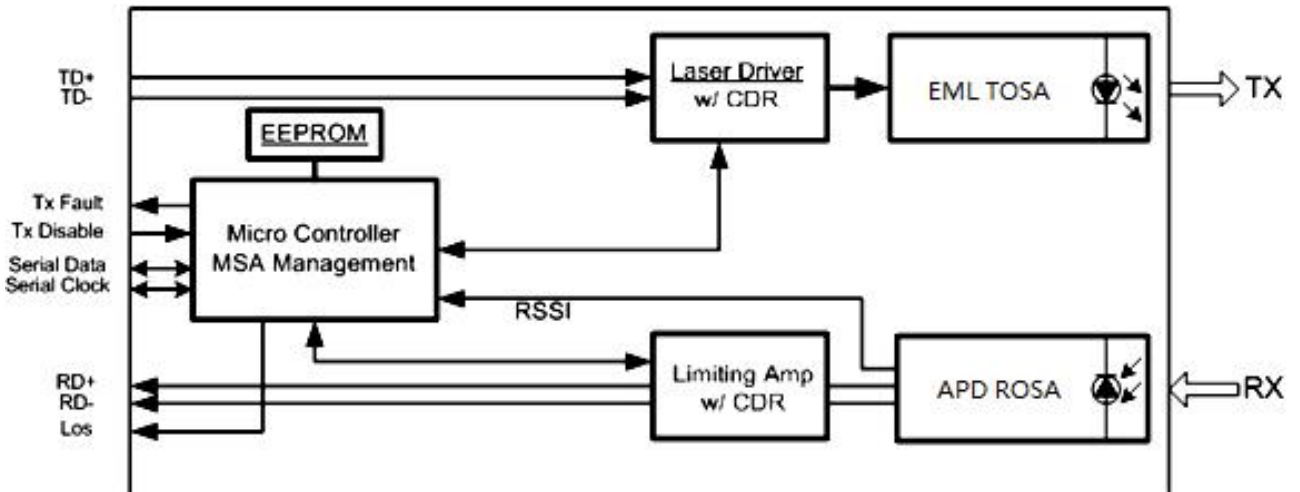 TD+
TD-
Laser Driver
w/ CDR
EML TOSA
TX
EEPROM
Tx Fault
Tx Disable
Serial Data
Serial Clock
Micro Controller
MSA Management
RSSI
RD+
RD-
Los
Limiting Amp
w/ CDR
APD ROSA
RX